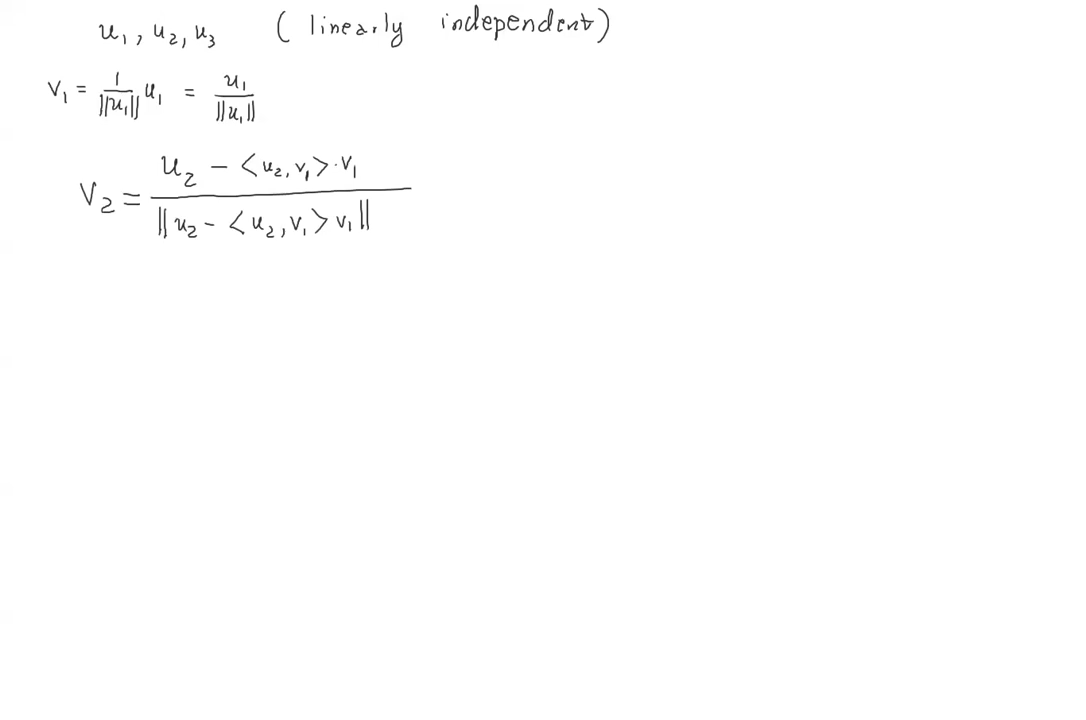 u₁, u₂, u₃ (linearly independent)
v₁ = 1/||u₁|| u₁ = u₁/||u₁||
v₂ = (u₂ - <u₂, v₁>·v₁)/||u₂ - <u₂, v₁> v₁||